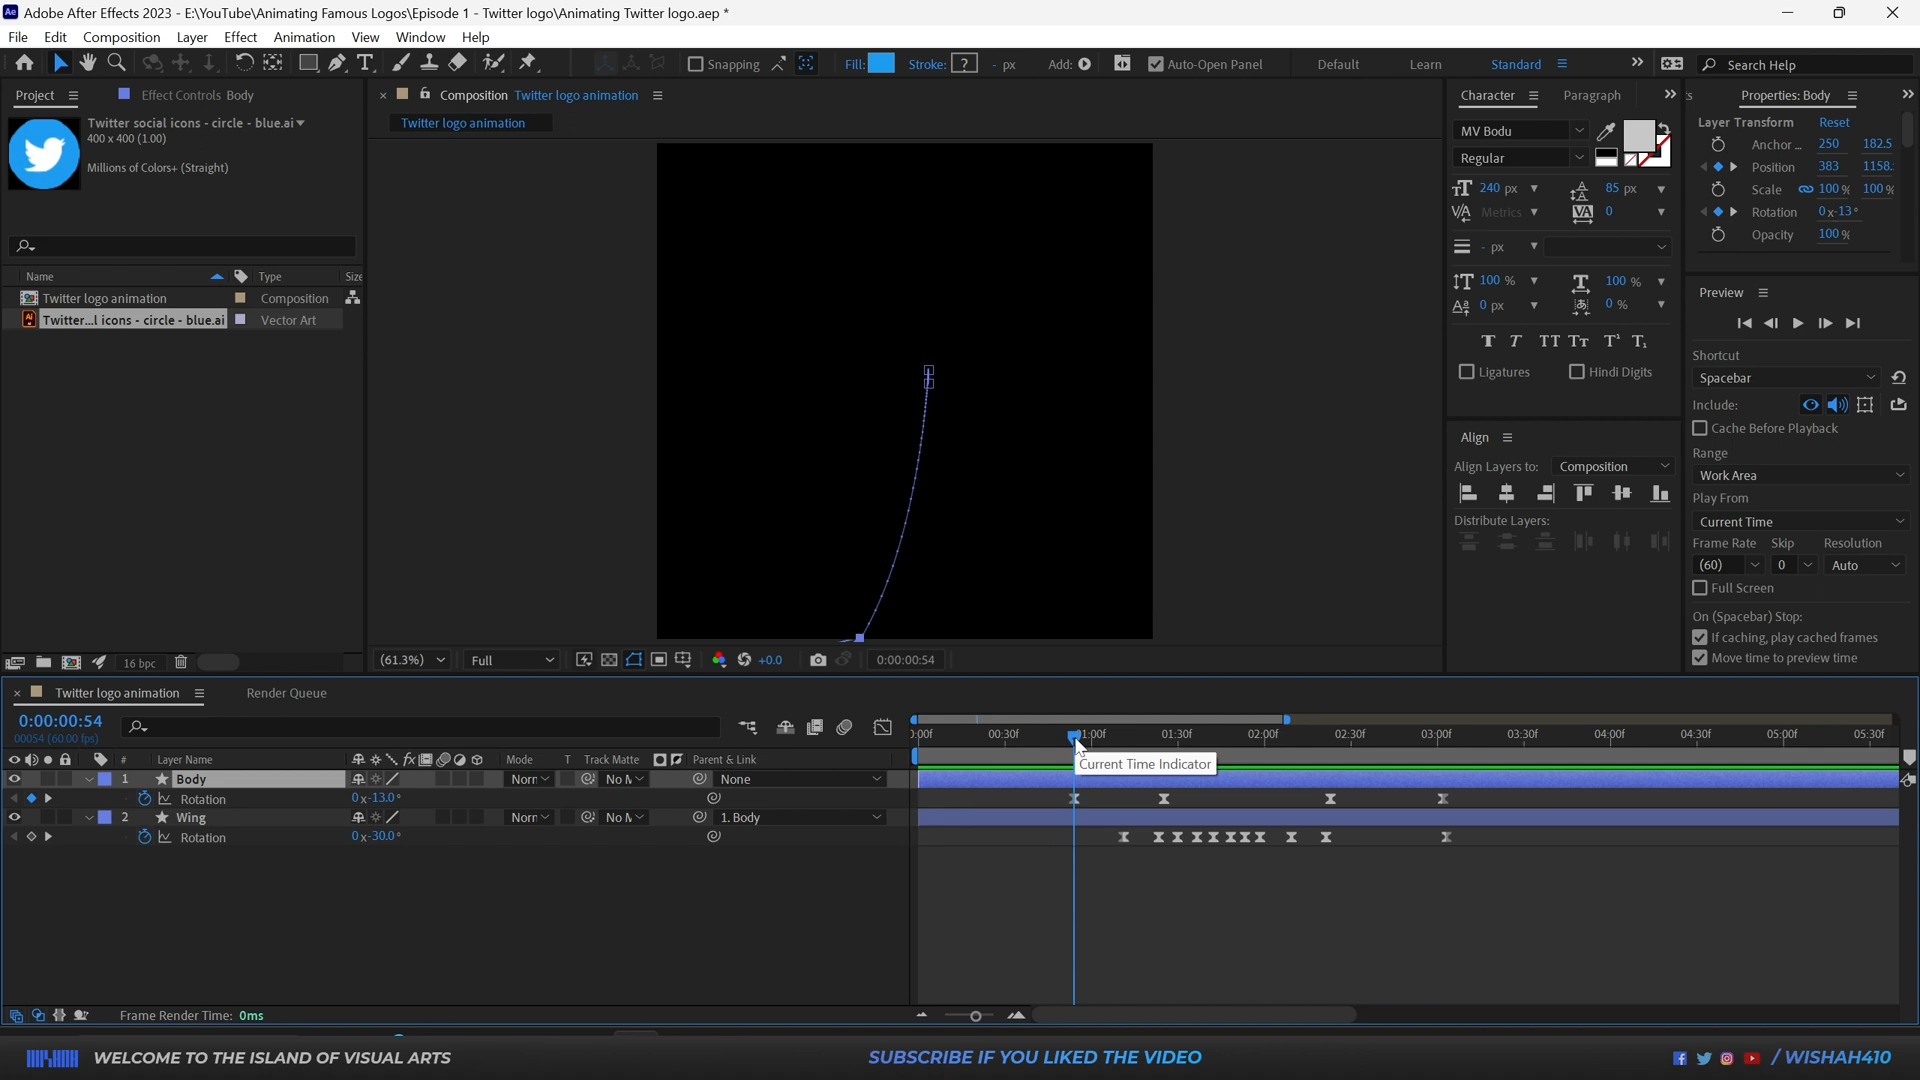 Adobe After Effects 2023 - E:\YouTube\Animating Famous Logos\Episode 1 - Twitter logo\Animating Twitter logo.aep *
File Edit Composition Layer Effect Animation View Window Help
Snapping Fill: Stroke: ? - px Add: Auto-Open Panel Default Learn Standard Search Help
Project Effect Controls Body
Composition Twitter logo animation
Character Paragraph
Properties: Body
Twitter social icons - circle - blue.ai
400 x 400 (1.00)
Millions of Colors+ (Straight)
Twitter logo animation
MV Bodu
Regular
240 px 85 px
Metrics 0
- px
100 % 100 %
0 px 0 %
Ligatures Hindi Digits
Layer Transform Reset
Anchor ... 250 182.5
Position 383 1158.
Scale 100 % 100 %
Rotation 0x-13°
Opacity 100 %
Name Type Size
Twitter logo animation Composition
Twitter...l icons - circle - blue.ai Vector Art
Preview
Shortcut
Spacebar
Include:
Cache Before Playback
Range
Work Area
Play From
Current Time
Frame Rate Skip Resolution
(60) 0 Auto
Full Screen
On (Spacebar) Stop:
If caching, play cached frames
Move time to preview time
Align
Align Layers to: Composition
Distribute Layers:
16 bpc
(61.3%) Full +0.0 0:00:00:54
Twitter logo animation Render Queue
0:00:00:54
00054 (60.00 fps)
:00f 00:30f 01:00f 01:30f 02:00f 02:30f 03:00f 03:30f 04:00f 04:30f 05:00f 05:30f
# Layer Name Mode T Track Matte Parent & Link
Current Time Indicator
1 Body Norr No M None
Rotation 0x-13.0°
2 Wing Norr No M 1. Body
Rotation 0x-30.0°
Frame Render Time: 0ms
WELCOME TO THE ISLAND OF VISUAL ARTS SUBSCRIBE IF YOU LIKED THE VIDEO / WISHAH410